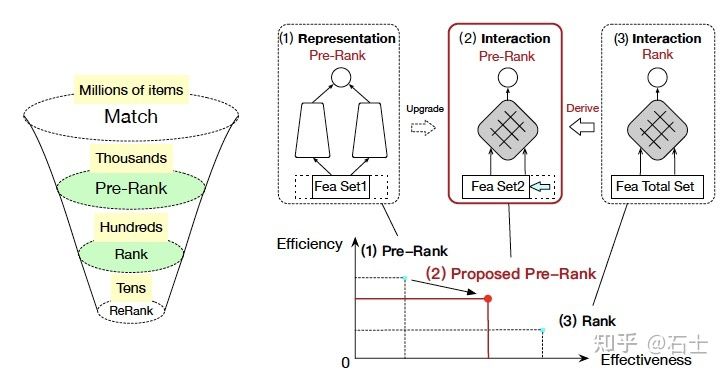 Millions of items
Match
Thousands
Pre-Rank
Hundreds
Rank
Tens
ReRank
(1) Representation
Pre-Rank
Fea Set1
Upgrade
(2) Interaction
Pre-Rank
Fea Set2
Derive
(3) Interaction
Rank
Fea Total Set
Efficiency
(1) Pre-Rank
(2) Proposed Pre-Rank
(3) Rank
0
Effectiveness
知乎 @石士